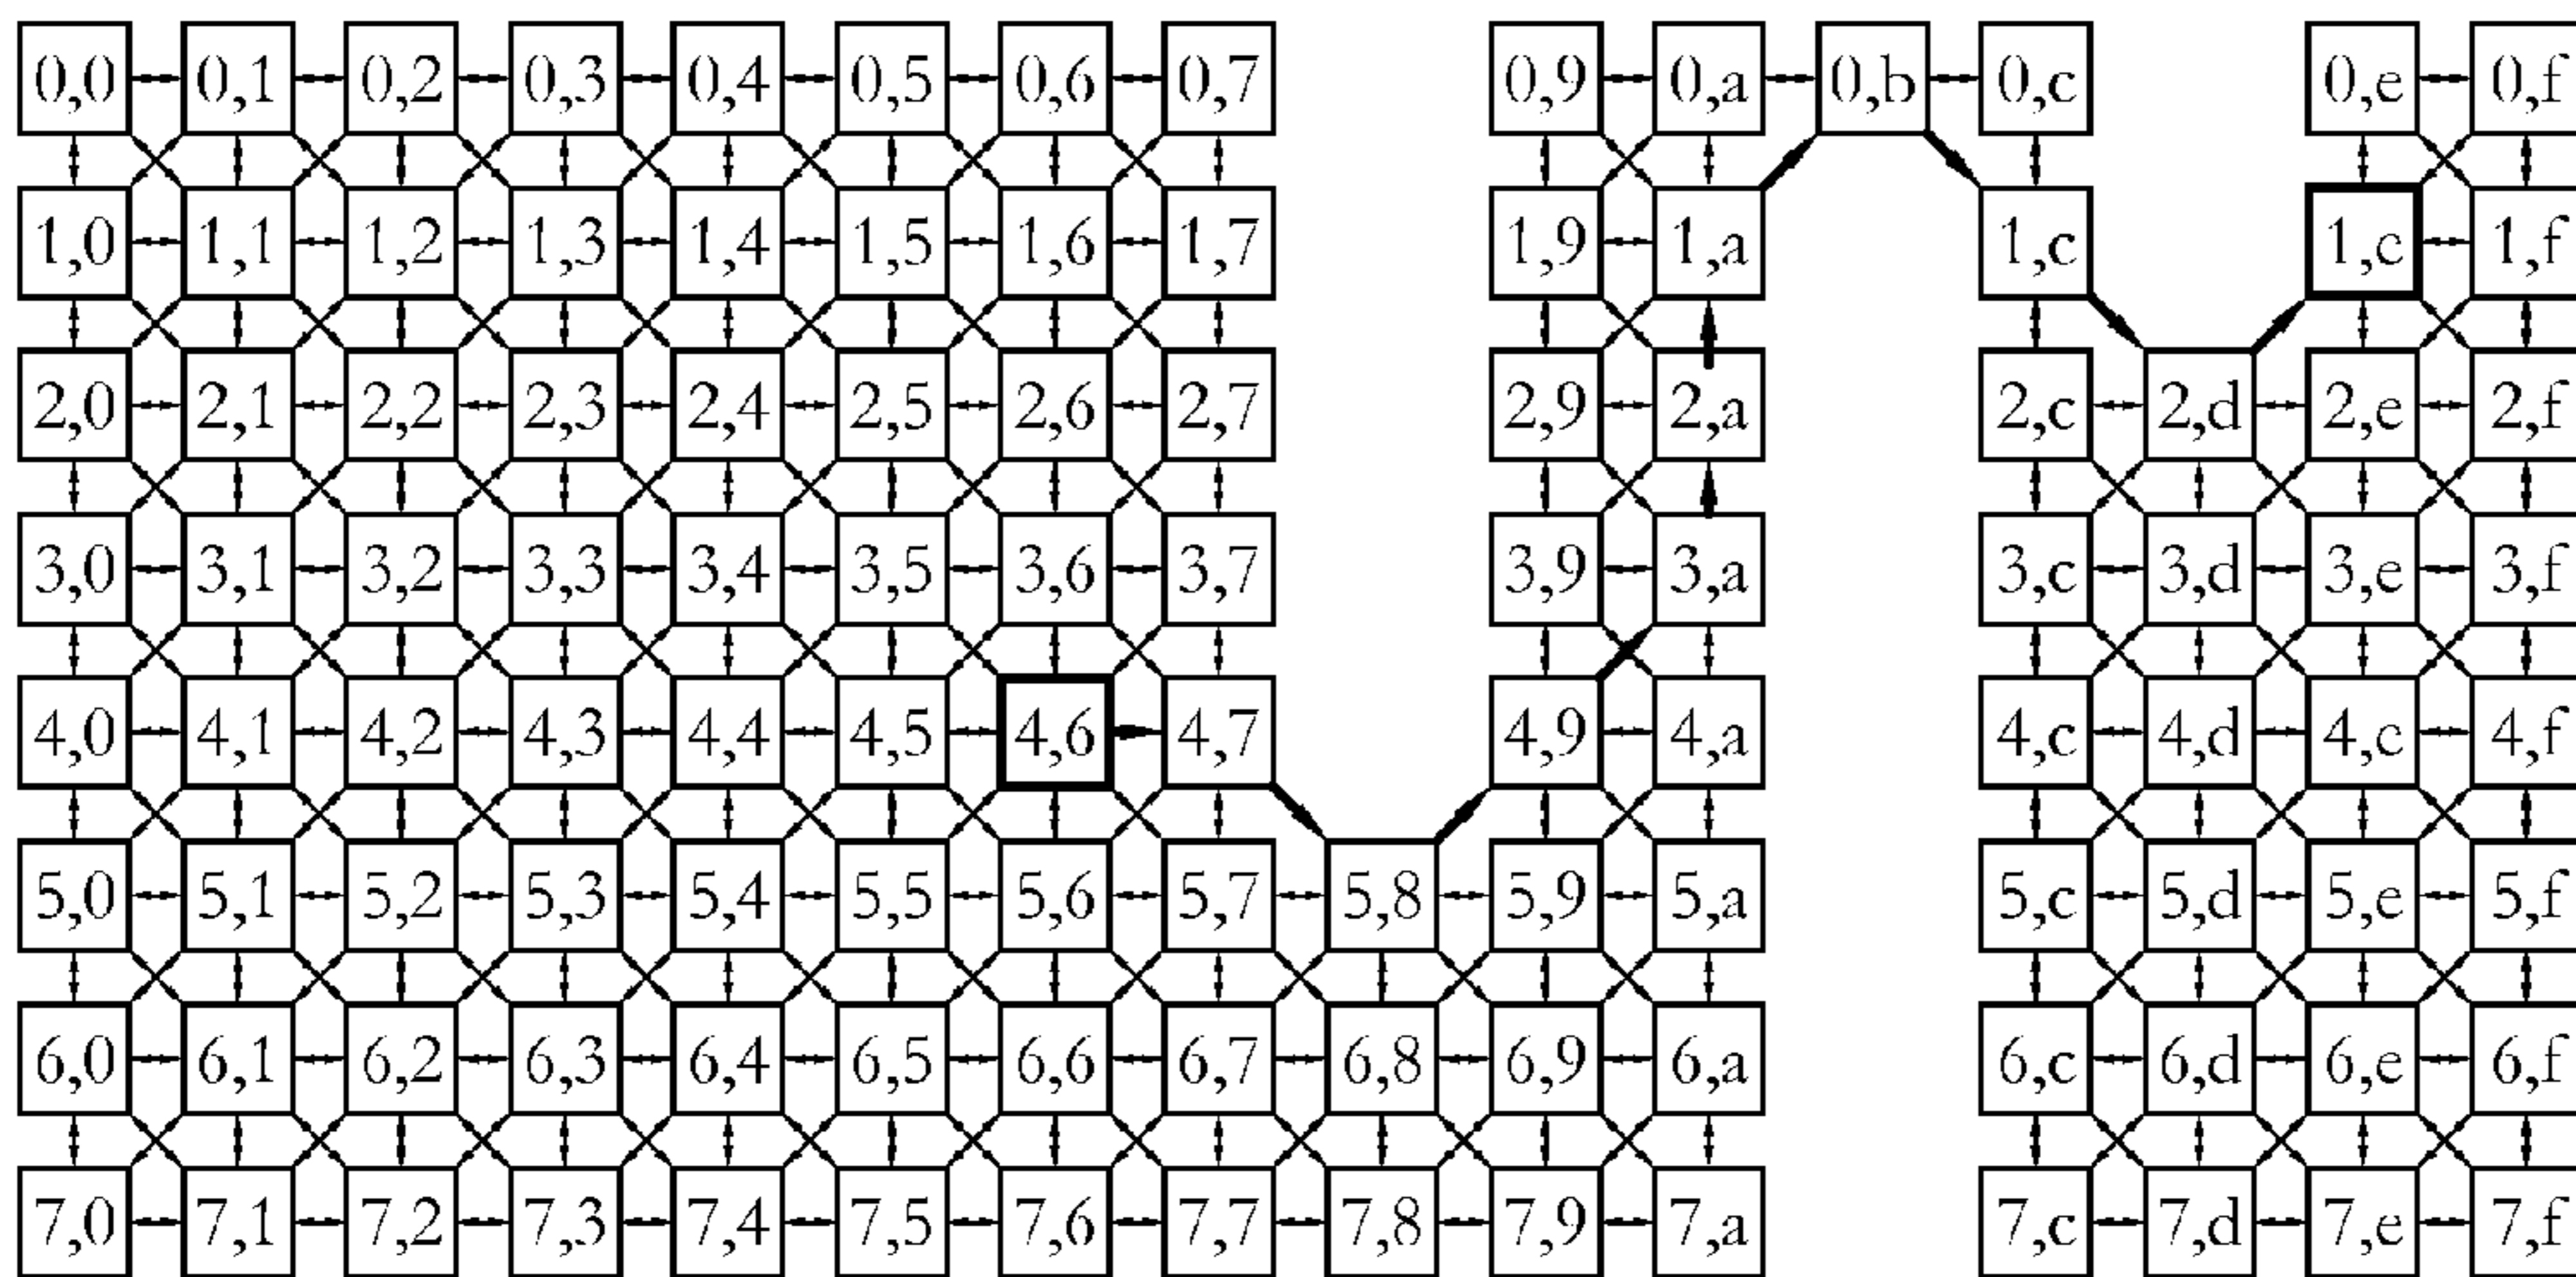 0,0 0,1 0,2 0,3 0,4 0,5 0,6 0,7 0,9 0,a 0,b 0,c 0,e 0,f
1,0 1,1 1,2 1,3 1,4 1,5 1,6 1,7 1,9 1,a 1,c 1,c 1,f
2,0 2,1 2,2 2,3 2,4 2,5 2,6 2,7 2,9 2,a 2,c 2,d 2,e 2,f
3,0 3,1 3,2 3,3 3,4 3,5 3,6 3,7 3,9 3,a 3,c 3,d 3,e 3,f
4,0 4,1 4,2 4,3 4,4 4,5 4,6 4,7 4,9 4,a 4,c 4,d 4,c 4,f
5,0 5,1 5,2 5,3 5,4 5,5 5,6 5,7 5,8 5,9 5,a 5,c 5,d 5,e 5,f
6,0 6,1 6,2 6,3 6,4 6,5 6,6 6,7 6,8 6,9 6,a 6,c 6,d 6,e 6,f
7,0 7,1 7,2 7,3 7,4 7,5 7,6 7,7 7,8 7,9 7,a 7,c 7,d 7,e 7,f